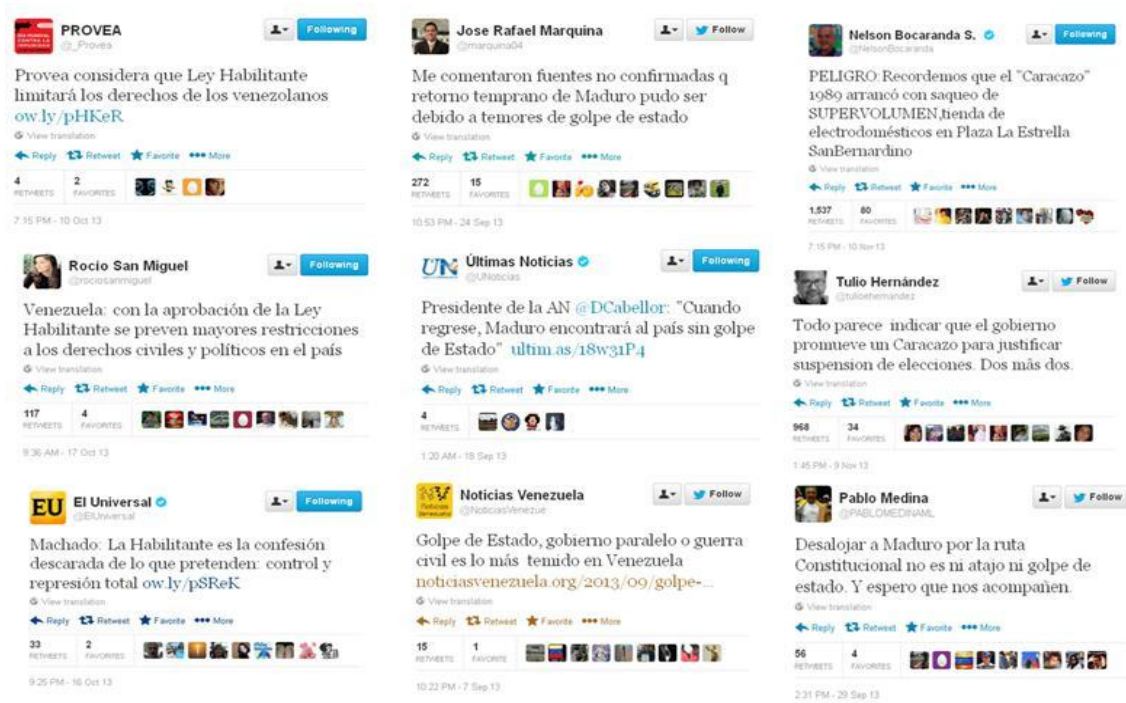 PROVEA
@_Provea
Following
Provea considera que Ley Habilitante
limitará los derechos de los venezolanos
ow.ly/pHKeR
View translation
Reply Retweet Favorite More
4 RETWEETS 2 FAVORITES
7:15 PM - 10 Oct 13
Rocio San Miguel
@rociosanmiguel
Following
Venezuela: con la aprobación de la Ley
Habilitante se preven mayores restricciones
a los derechos civiles y políticos en el país
View translation
Reply Retweet Favorite More
117 RETWEETS 4 FAVORITES
9:36 AM - 17 Oct 13
EU
El Universal
@ElUniversal
Following
Machado: La Habilitante es la confesión
descarada de lo que pretenden: control y
represión total ow.ly/pSReK
View translation
Reply Retweet Favorite More
33 RETWEETS 2 FAVORITES
9:25 PM - 16 Oct 13
Jose Rafael Marquina
@marquina04
Follow
Me comentaron fuentes no confirmadas q
retorno temprano de Maduro pudo ser
debido a temores de golpe de estado
View translation
Reply Retweet Favorite More
272 RETWEETS 15 FAVORITES
10:53 PM - 24 Sep 13
UN
Últimas Noticias
@UNoticias
Following
Presidente de la AN @DCabellor: "Cuando
regrese, Maduro encontrará al país sin golpe
de Estado" ultim.as/18w31P4
View translation
Reply Retweet Favorite More
4 RETWEETS
1:20 AM - 18 Sep 13
Noticias Venezuela
Noticias Venezuela
@NoticiasVenezue
Follow
Golpe de Estado, gobierno paralelo o guerra
civil es lo más temido en Venezuela
noticiasvenezuela.org/2013/09/golpe-...
View translation
Reply Retweet Favorite More
15 RETWEETS 1 FAVORITE
10:22 PM - 7 Sep 13
Nelson Bocaranda S.
@NelsonBocaranda
Following
PELIGRO:Recordemos que el "Caracazo"
1989 arrancó con saqueo de
SUPERVOLUMEN,tienda de
electrodomésticos en Plaza La Estrella
SanBernardino
View translation
Reply Retweet Favorite More
1,537 RETWEETS 80 FAVORITES
7:15 PM - 10 Nov 13
Tulio Hernández
@tuliohernandez
Follow
Todo parece indicar que el gobierno
promueve un Caracazo para justificar
suspension de elecciones. Dos más dos.
View translation
Reply Retweet Favorite More
968 RETWEETS 34 FAVORITES
1:45 PM - 9 Nov 13
Pablo Medina
@PABLOMEDINAML
Follow
Desalojar a Maduro por la ruta
Constitucional no es ni atajo ni golpe de
estado. Y espero que nos acompañen.
View translation
Reply Retweet Favorite More
56 RETWEETS 4 FAVORITES
2:31 PM - 29 Sep 13